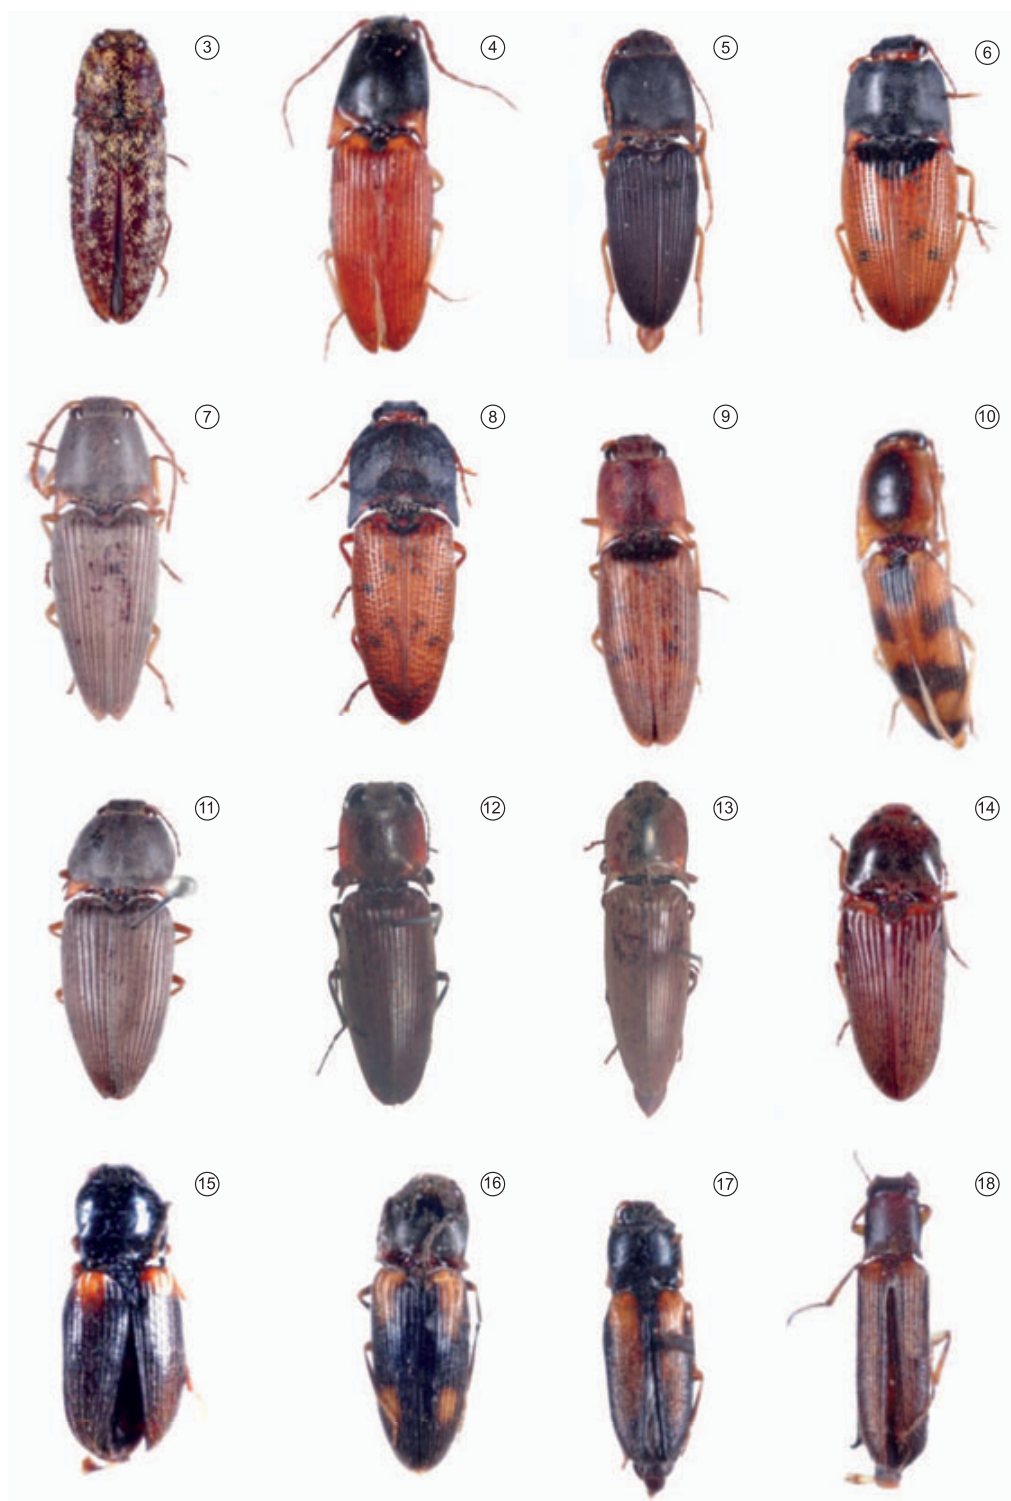 ③ ④ ⑤ ⑥
⑦ ⑧ ⑨ ⑩
⑪ ⑫ ⑬ ⑭
⑮ ⑯ ⑰ ⑱